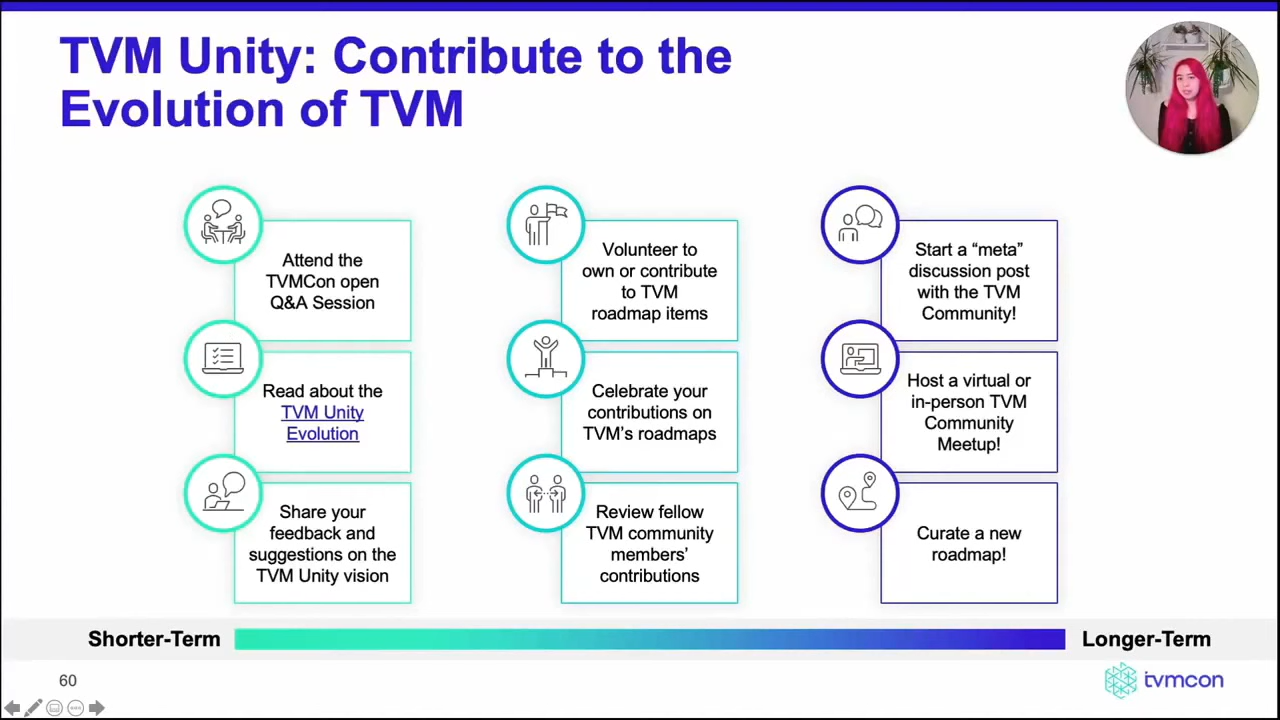 TVM Unity: Contribute to the
Evolution of TVM
Attend the
TVMCon open
Q&A Session
Read about the
TVM Unity
Evolution
Share your
feedback and
suggestions on the
TVM Unity vision
Volunteer to
own or contribute
to TVM
roadmap items
Celebrate your
contributions on
TVM’s roadmaps
Review fellow
TVM community
members’
contributions
Start a “meta”
discussion post
with the TVM
Community!
Host a virtual or
in-person TVM
Community
Meetup!
Curate a new
roadmap!
Shorter-Term
Longer-Term
60
tvmcon